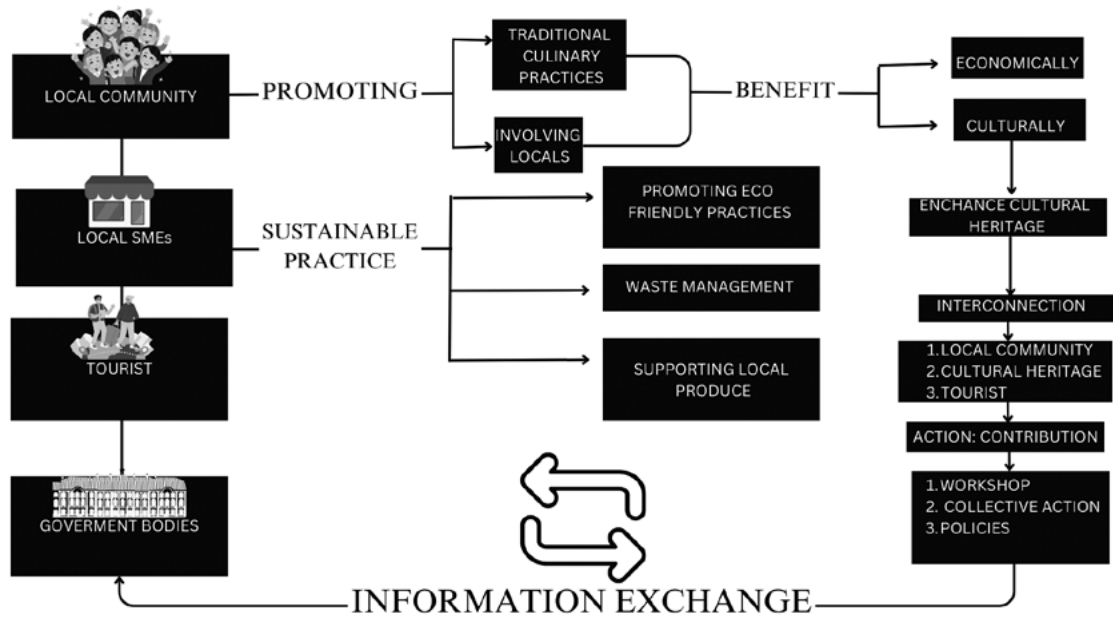 LOCAL COMMUNITY
PROMOTING
TRADITIONAL
CULINARY
PRACTICES
INVOLVING
LOCALS
BENEFIT
ECONOMICALLY
CULTURALLY
LOCAL SMEs
SUSTAINABLE
PRACTICE
PROMOTING ECO
FRIENDLY PRACTICES
WASTE MANAGEMENT
SUPPORTING LOCAL
PRODUCE
ENCHANCE CULTURAL
HERITAGE
INTERCONNECTION
1. LOCAL COMMUNITY
2. CULTURAL HERITAGE
3. TOURIST
ACTION: CONTRIBUTION
1. WORKSHOP
2. COLLECTIVE ACTION
3. POLICIES
TOURIST
GOVERMENT BODIES
INFORMATION EXCHANGE